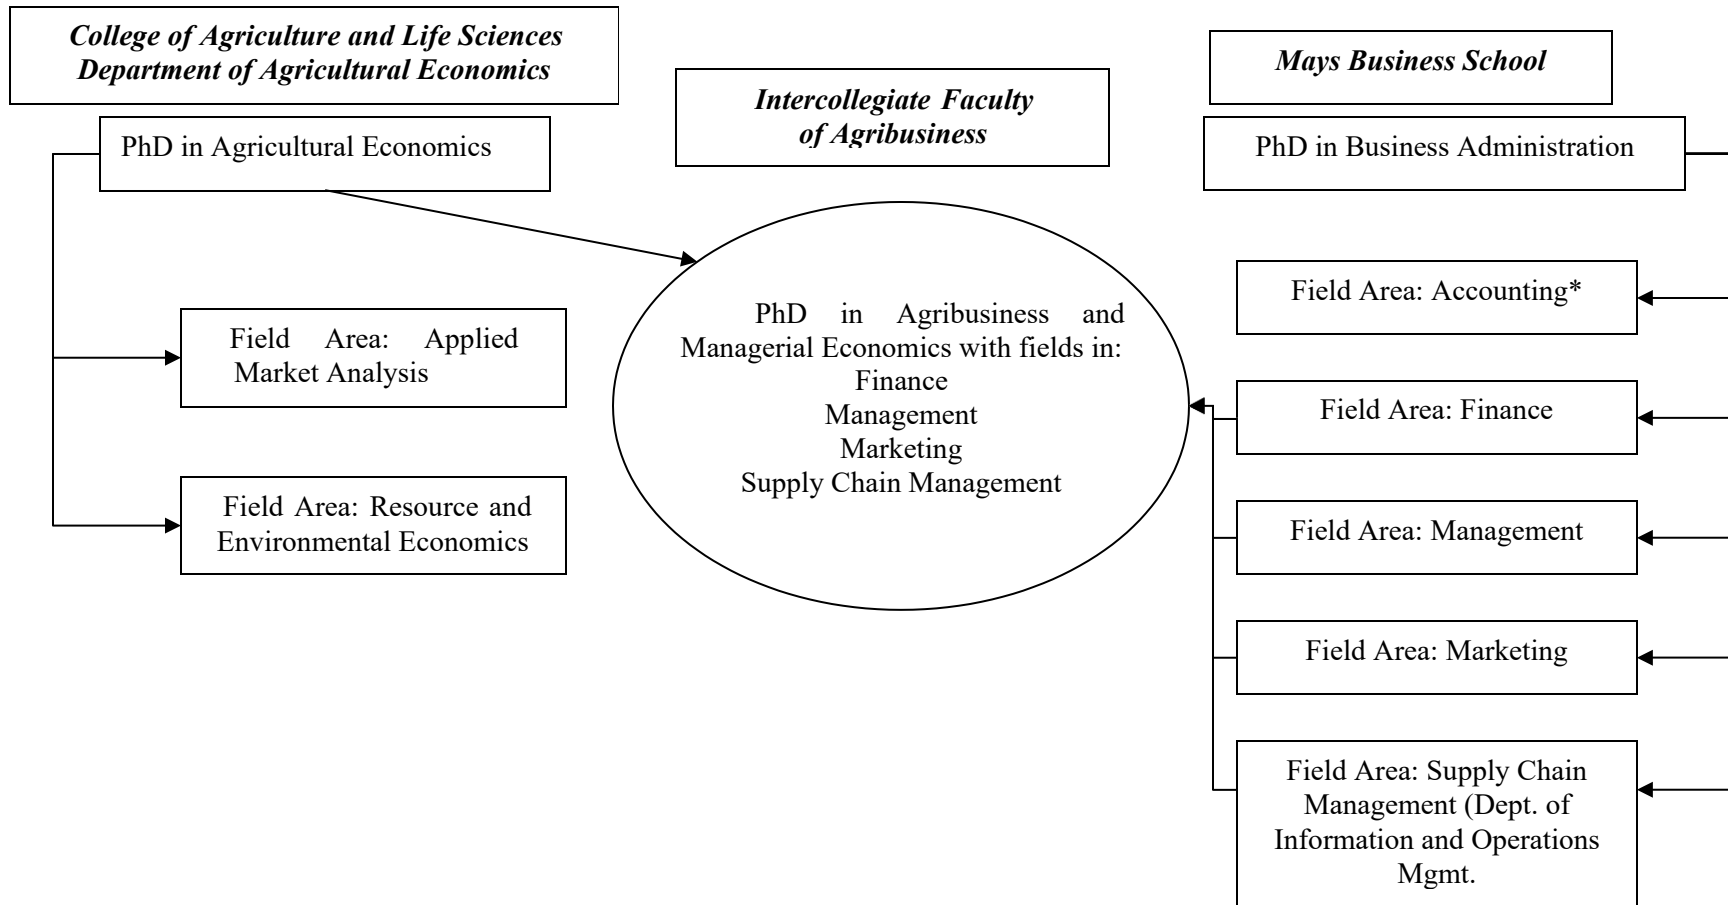 College of Agriculture and Life Sciences
Department of Agricultural Economics
PhD in Agricultural Economics
Field Area: Applied
Market Analysis
Field Area: Resource and
Environmental Economics
Intercollegiate Faculty
of Agribusiness
PhD in Agribusiness and
Managerial Economics with fields in:
Finance
Management
Marketing
Supply Chain Management
Mays Business School
PhD in Business Administration
Field Area: Accounting*
Field Area: Finance
Field Area: Management
Field Area: Marketing
Field Area: Supply Chain
Management (Dept. of
Information and Operations
Mgmt.